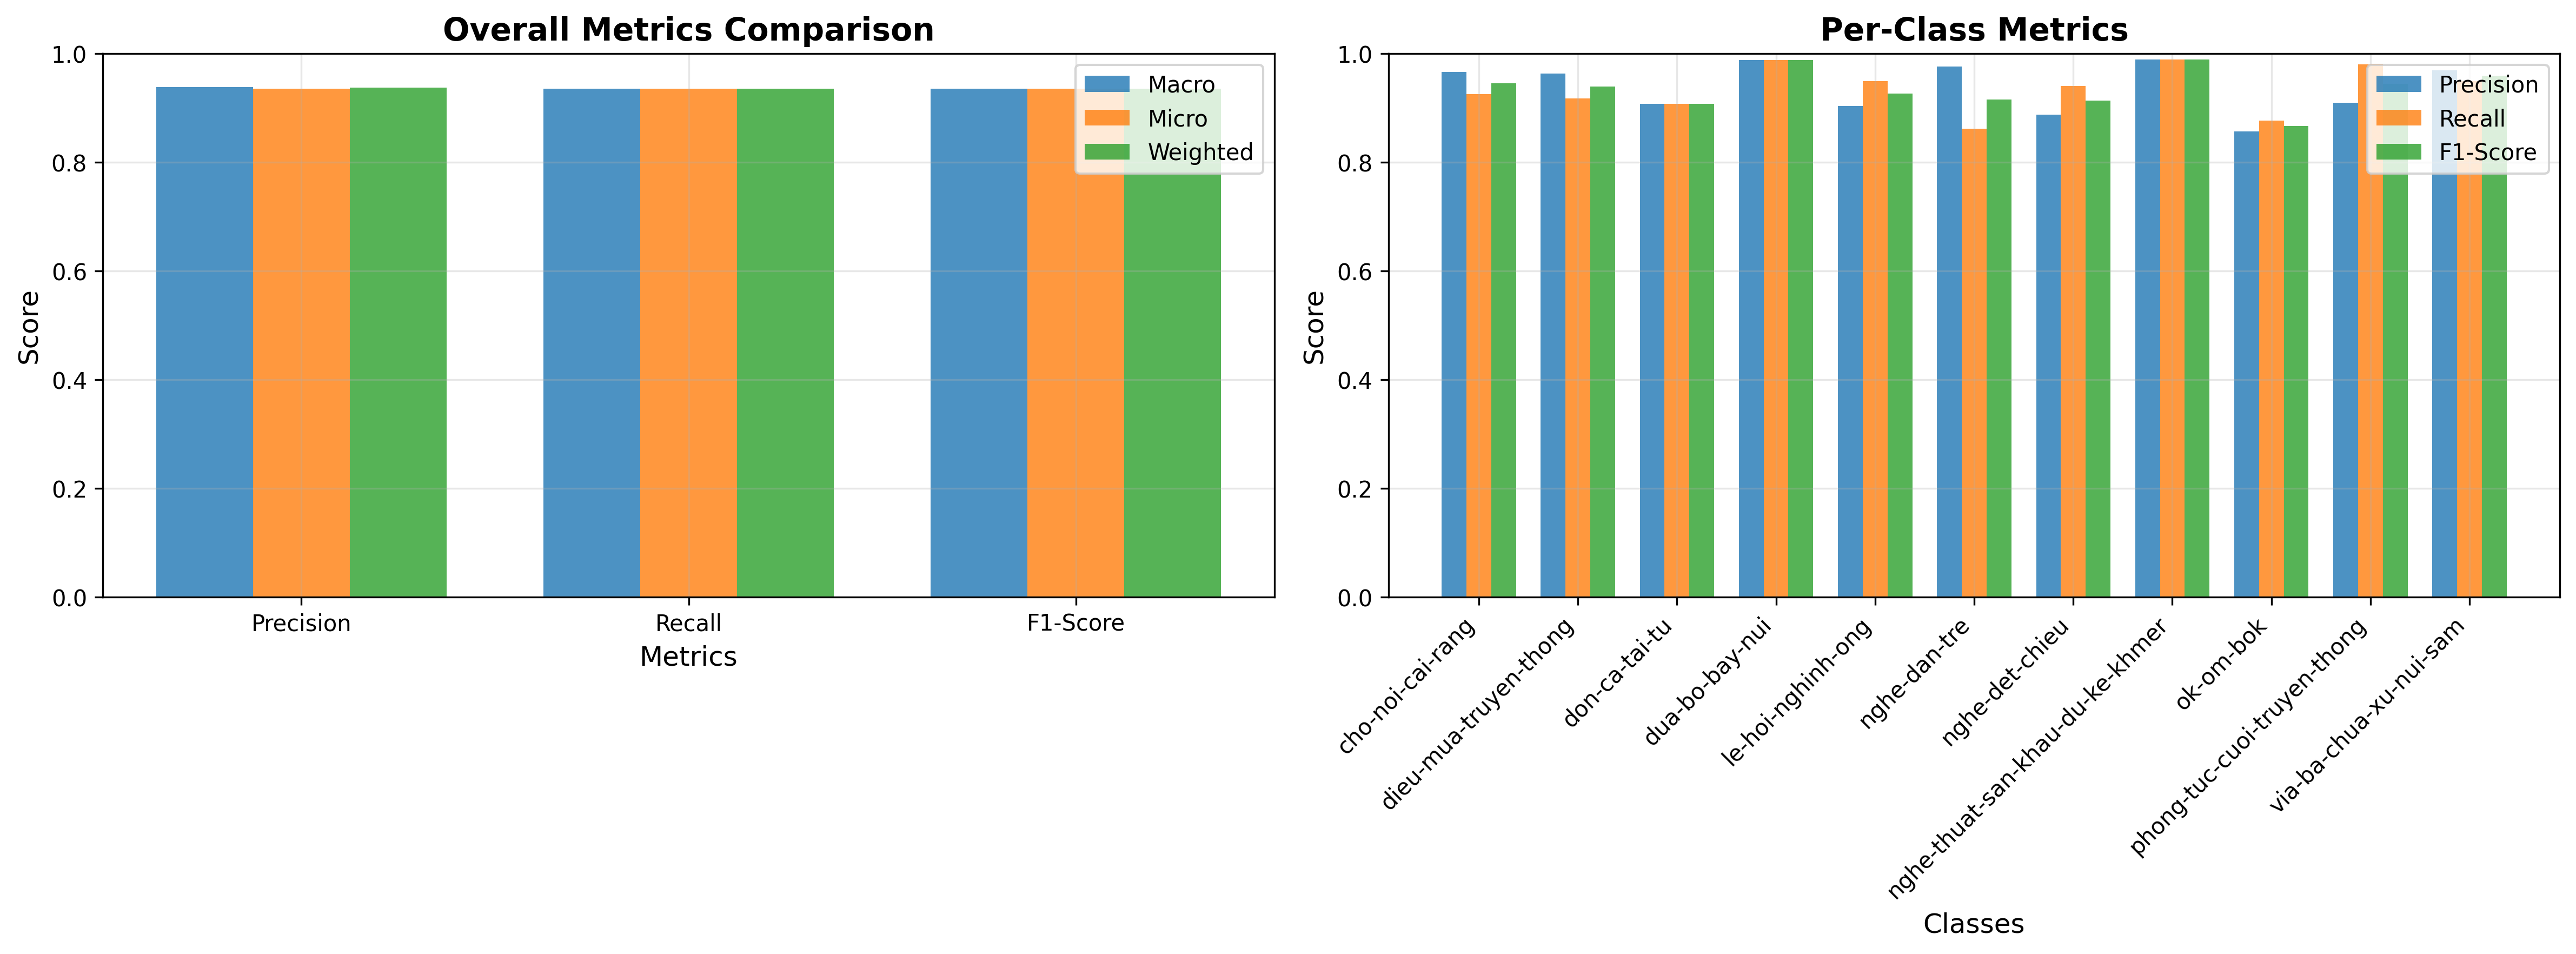 Overall Metrics Comparison
Score
1.0
0.8
0.6
0.4
0.2
0.0
Macro
Micro
Weighted
Precision
Recall
F1-Score
Metrics
Per-Class Metrics
Score
1.0
0.8
0.6
0.4
0.2
0.0
Precision
Recall
F1-Score
cho-noi-cai-rang
dieu-mua-truyen-thong
don-ca-tai-tu
dua-bo-bay-nui
le-hoi-nghinh-ong
nghe-dan-tre
nghe-det-chieu
nghe-thuat-san-khau-du-ke-khmer
ok-om-bok
phong-tuc-cuoi-truyen-thong
via-ba-chua-xu-nui-sam
Classes